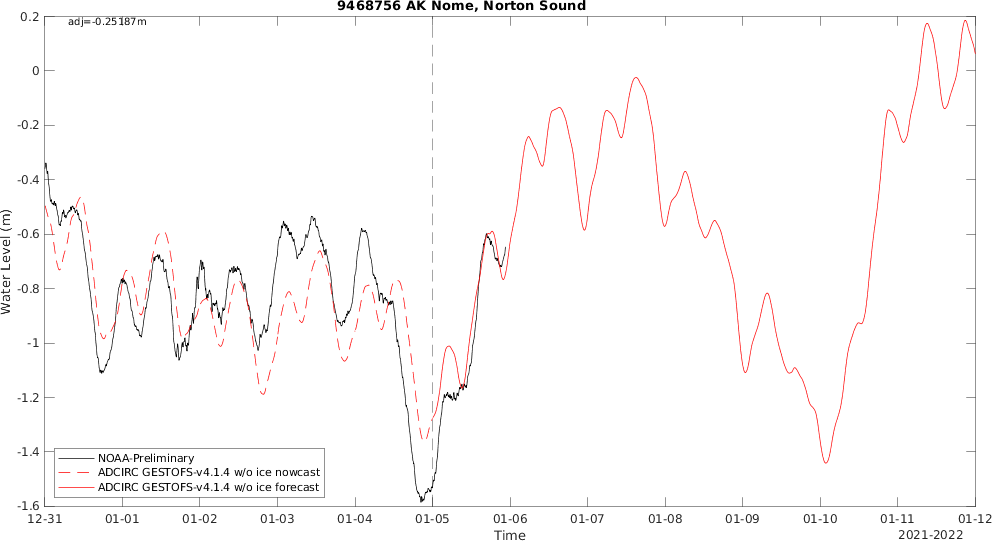 9468756 AK Nome, Norton Sound
adj=-0.25187m
0.2
0
-0.2
-0.4
-0.6
-0.8
-1
-1.2
-1.4
-1.6
Water Level (m)
NOAA-Preliminary
ADCIRC GESTOFS-v4.1.4 w/o ice nowcast
ADCIRC GESTOFS-v4.1.4 w/o ice forecast
12-31 01-01 01-02 01-03 01-04 01-05 01-06 01-07 01-08 01-09 01-10 01-11 01-12
Time
2021-2022